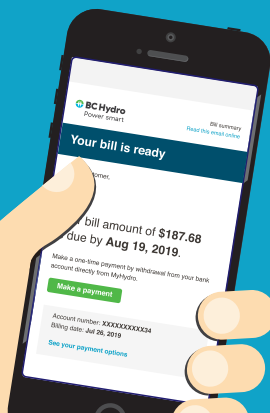 BC Hydro
Power smart
Bill summary
Read this email online
Your bill is ready
tomer,
bill amount of $187.68
due by Aug 19, 2019.
Make a one-time payment by withdrawal from your bank
account directly from MyHydro.
Make a payment
Account number: XXXXXXXXXX34
Billing date: Jul 26, 2019
See your payment options